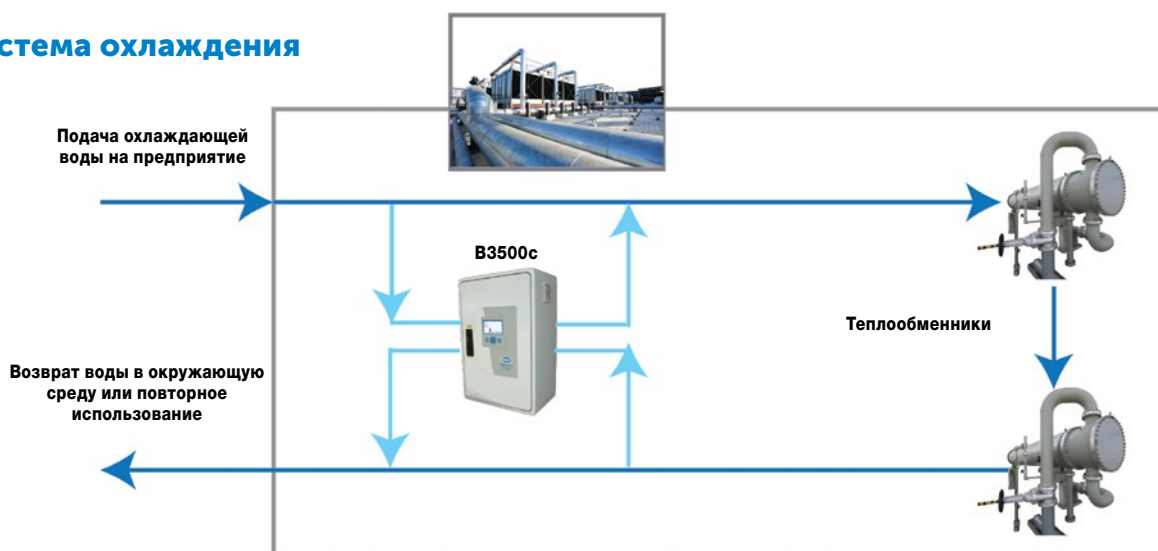 стема охлаждения
Подача охлаждающей
воды на предприятие
B3500c
Теплообменники
Возврат воды в окружающую
среду или повторное
использование